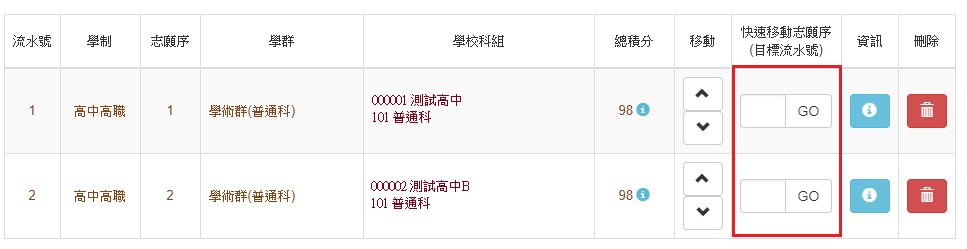 流水號 學制 志願序 學群 學校科組 總積分 移動 快速移動志願序 資訊 刪除
(目標流水號)
1 高中高職 1 學術群(普通科) 000001 測試高中 98 GO
101 普通科
2 高中高職 2 學術群(普通科) 000002 測試高中B 98 GO
101 普通科